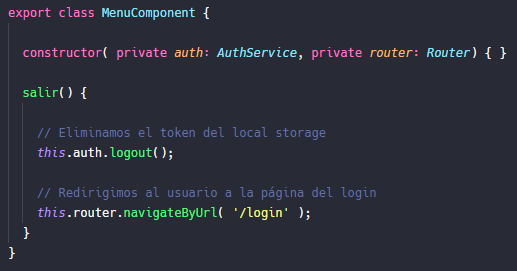 export class MenuComponent {
constructor( private auth: AuthService, private router: Router) { }
salir() {
// Eliminamos el token del local storage
this.auth.logout();
// Redirigimos al usuario a la página del login
this.router.navigateByUrl( '/login' );
}
}